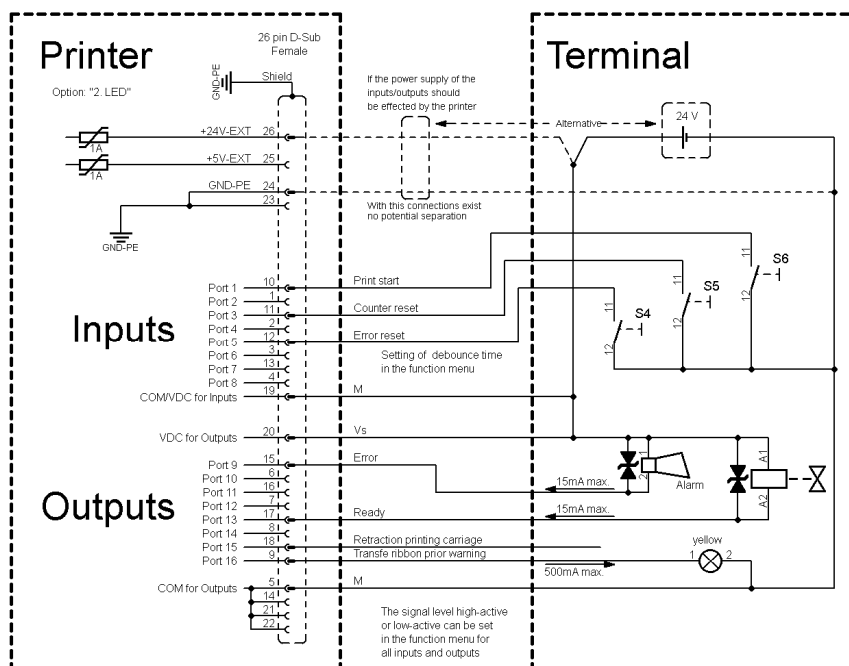 Printer
26 pin D-Sub
Female
Terminal
Option: "2. LED"
GND-PE
Shield
If the power supply of the
inputs/outputs should
be effected by the printer
Alternative
24 V
+24V-EXT 26
1A
+5V-EXT 25
1A
GND-PE 24
23
GND-PE
With this connections exist
no potential separation
Inputs
Port 1 10 Print start
Port 2 1
Port 3 11 Counter reset
Port 4 2
Port 5 12 Error reset
Port 6 3
Port 7 13
Port 8 4
COM/VDC for Inputs 19 M
Setting of debounce time
in the function menu
11 S6 12
11 S5 12
11 S4 12
VDC for Outputs 20 Vs
Outputs
Port 9 15 Error
Port 10 6
Port 11 16
Port 12 7
Port 13 17 Ready
Port 14 8
Port 15 18 Retraction printing carriage
Port 16 9 Transfe ribbon prior warning
15mA max.
1 2 Alarm
15mA max.
A1 A2
500mA max.
yellow
1 2
COM for Outputs 5 M
14
21
22
The signal level high-active
or low-active can be set
in the function menu for
all inputs and outputs